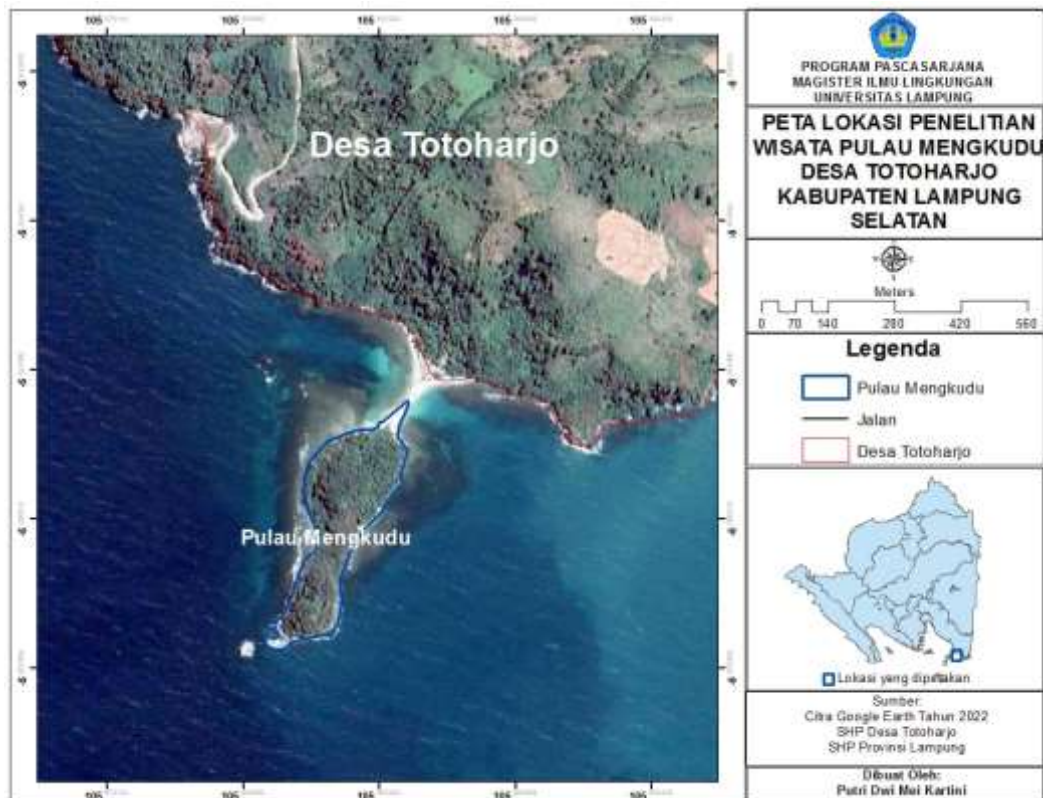 Desa Totoharjo
Pulau Mengkudu
PROGRAM PASCASARJANA
MAGISTER ILMU LINGKUNGAN
UNIVERSITAS LAMPUNG
PETA LOKASI PENELITIAN
WISATA PULAU MENGKUDU
DESA TOTOHARJO
KABUPATEN LAMPUNG
SELATAN
Meters
0 70 140 280 420 560
Legenda
Pulau Mengkudu
Jalan
Desa Totoharjo
Lokasi yang dipetakan
Sumber:
Citra Google Earth Tahun 2022
SHP Desa Totoharjo
SHP Provinsi Lampung
Dibuat Oleh:
Putri Dwi Mei Kartini